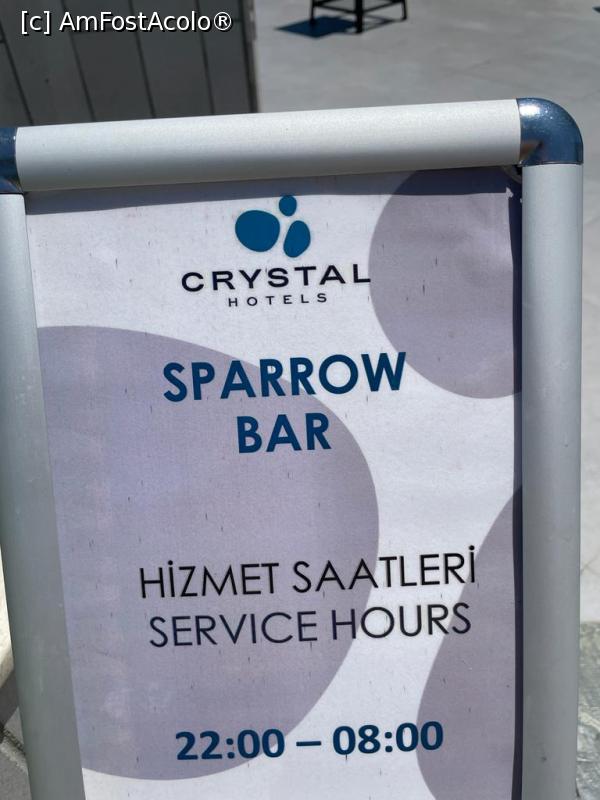 [c] AmFostAcolo®
CRYSTAL
HOTELS
SPARROW
BAR
HİZMET SAATLERİ
SERVICE HOURS
22:00 – 08:00